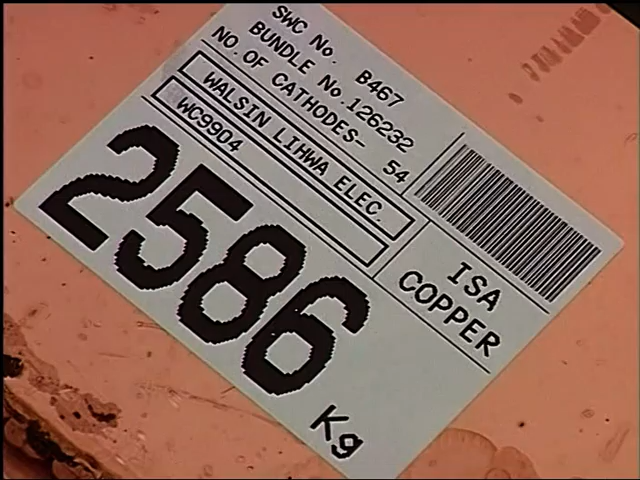 SWC No. B467
BUNDLE No.126232
NO. OF CATHODES- 54
WALSIN LIHWA ELEC.
WC9904
2586
Kg
ISA
COPPER